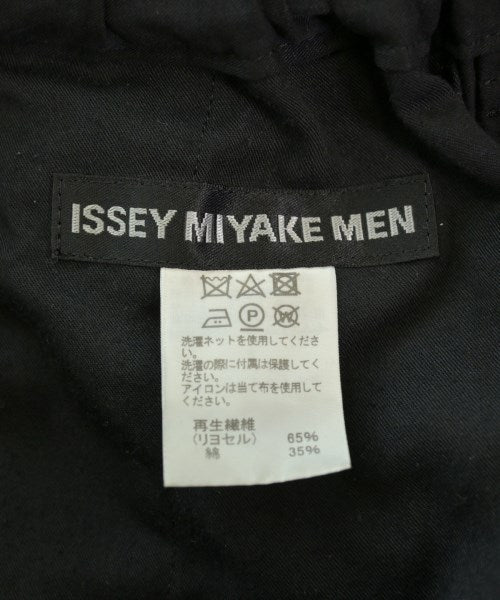 ISSEY MIYAKE MEN
P W
洗濯ネットを使用してくださ
い。
洗濯の際に付属は保護してく
ださい。
アイロンは当て布を使用して
ください。
再生繊維
(リヨセル) 65%
綿 35%